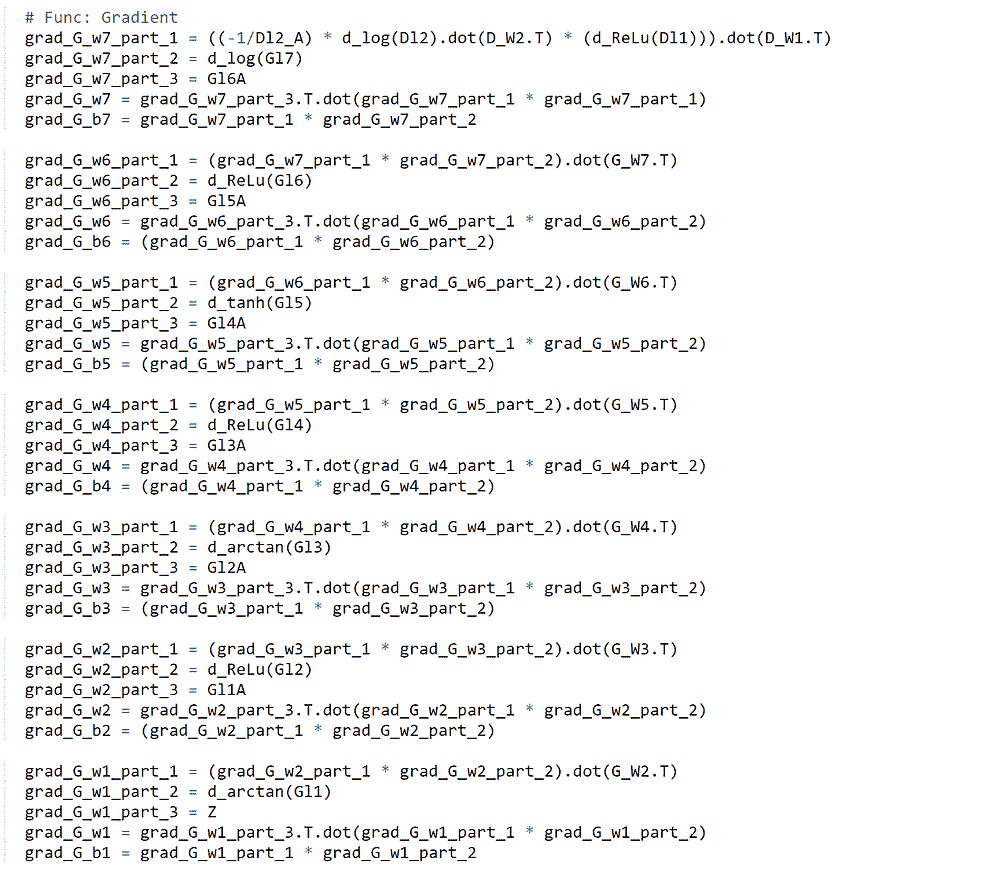 # Func: Gradient
grad_G_w7_part_1 = ((-1/Dl2_A) * d_log(Dl2).dot(D_W2.T) * (d_ReLu(Dl1))).dot(D_W1.T)
grad_G_w7_part_2 = d_log(Gl7)
grad_G_w7_part_3 = Gl6A
grad_G_w7 = grad_G_w7_part_3.T.dot(grad_G_w7_part_1 * grad_G_w7_part_1)
grad_G_b7 = grad_G_w7_part_1 * grad_G_w7_part_2

grad_G_w6_part_1 = (grad_G_w7_part_1 * grad_G_w7_part_2).dot(G_W7.T)
grad_G_w6_part_2 = d_ReLu(Gl6)
grad_G_w6_part_3 = Gl5A
grad_G_w6 = grad_G_w6_part_3.T.dot(grad_G_w6_part_1 * grad_G_w6_part_2)
grad_G_b6 = (grad_G_w6_part_1 * grad_G_w6_part_2)

grad_G_w5_part_1 = (grad_G_w6_part_1 * grad_G_w6_part_2).dot(G_W6.T)
grad_G_w5_part_2 = d_tanh(Gl5)
grad_G_w5_part_3 = Gl4A
grad_G_w5 = grad_G_w5_part_3.T.dot(grad_G_w5_part_1 * grad_G_w5_part_2)
grad_G_b5 = (grad_G_w5_part_1 * grad_G_w5_part_2)

grad_G_w4_part_1 = (grad_G_w5_part_1 * grad_G_w5_part_2).dot(G_W5.T)
grad_G_w4_part_2 = d_ReLu(Gl4)
grad_G_w4_part_3 = Gl3A
grad_G_w4 = grad_G_w4_part_3.T.dot(grad_G_w4_part_1 * grad_G_w4_part_2)
grad_G_b4 = (grad_G_w4_part_1 * grad_G_w4_part_2)

grad_G_w3_part_1 = (grad_G_w4_part_1 * grad_G_w4_part_2).dot(G_W4.T)
grad_G_w3_part_2 = d_arctan(Gl3)
grad_G_w3_part_3 = Gl2A
grad_G_w3 = grad_G_w3_part_3.T.dot(grad_G_w3_part_1 * grad_G_w3_part_2)
grad_G_b3 = (grad_G_w3_part_1 * grad_G_w3_part_2)

grad_G_w2_part_1 = (grad_G_w3_part_1 * grad_G_w3_part_2).dot(G_W3.T)
grad_G_w2_part_2 = d_ReLu(Gl2)
grad_G_w2_part_3 = Gl1A
grad_G_w2 = grad_G_w2_part_3.T.dot(grad_G_w2_part_1 * grad_G_w2_part_2)
grad_G_b2 = (grad_G_w2_part_1 * grad_G_w2_part_2)

grad_G_w1_part_1 = (grad_G_w2_part_1 * grad_G_w2_part_2).dot(G_W2.T)
grad_G_w1_part_2 = d_arctan(Gl1)
grad_G_w1_part_3 = Z
grad_G_w1 = grad_G_w1_part_3.T.dot(grad_G_w1_part_1 * grad_G_w1_part_2)
grad_G_b1 = grad_G_w1_part_1 * grad_G_w1_part_2